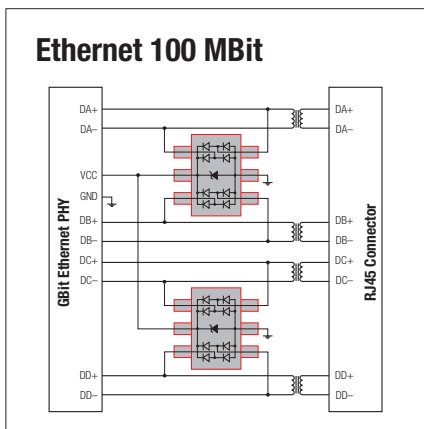 Ethernet 100 MBit
GBit Ethernet PHY
DA+
DA–
VCC
GND
DB+
DB–
DC+
DC–
DD+
DD–
DA+
DA–
DB+
DB–
DC+
DC–
DD+
DD–
RJ45 Connector